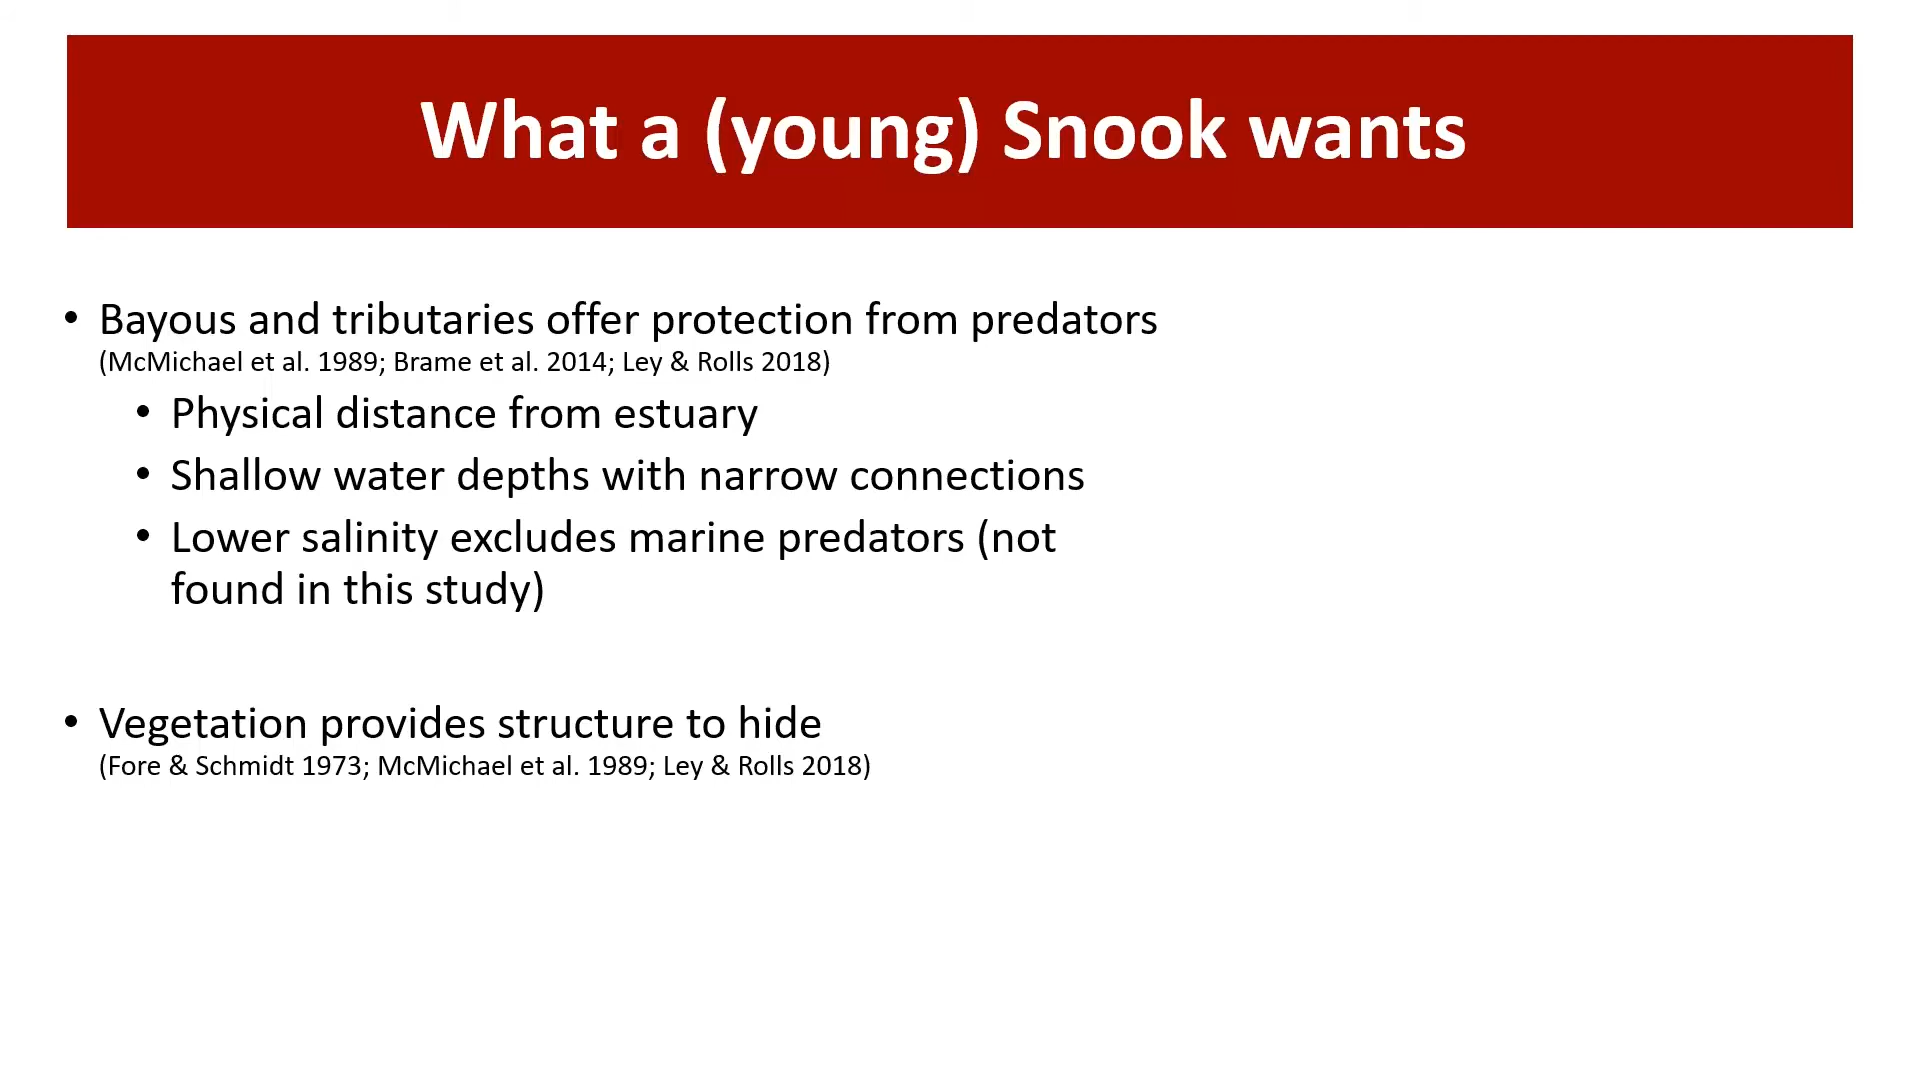 What a (young) Snook wants
• Bayous and tributaries offer protection from predators
(McMichael et al. 1989; Brame et al. 2014; Ley & Rolls 2018)
• Physical distance from estuary
• Shallow water depths with narrow connections
• Lower salinity excludes marine predators (not
found in this study)
• Vegetation provides structure to hide
(Fore & Schmidt 1973; McMichael et al. 1989; Ley & Rolls 2018)